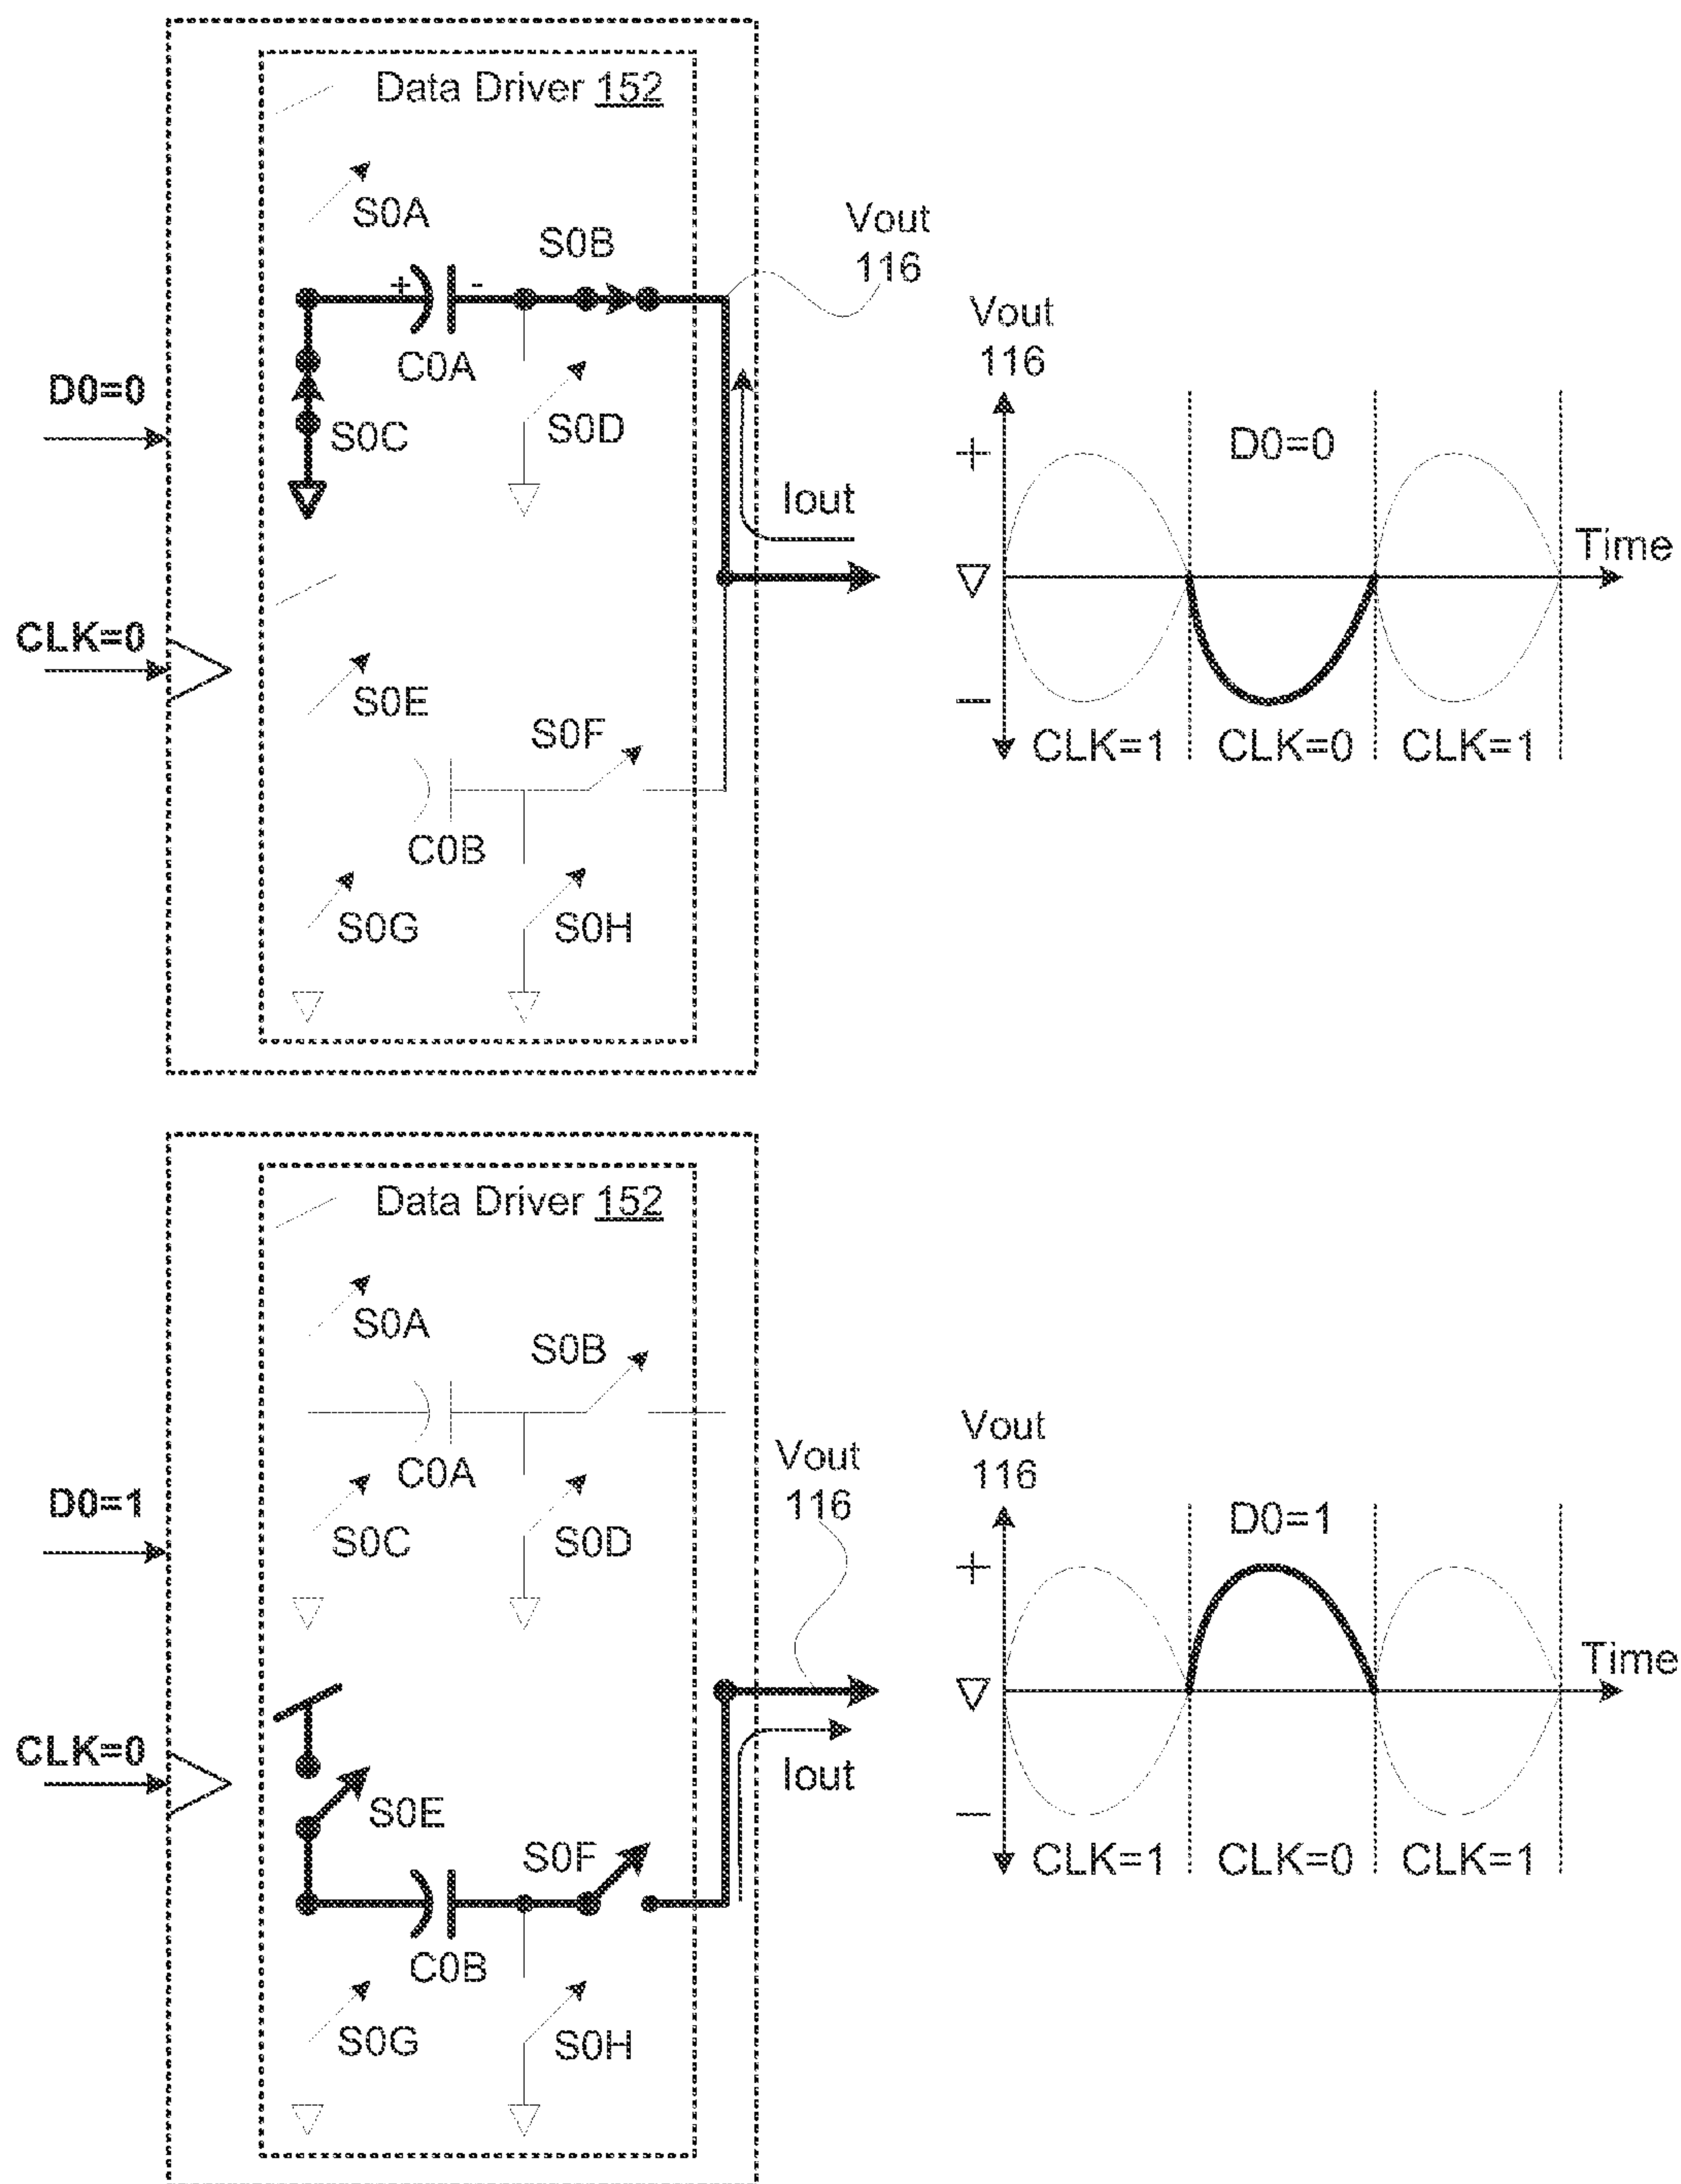 Data Driver 152
S0A
S0B
+ -
C0A
S0C
S0D
D0=0
CLK=0
S0E
S0F
C0B
S0G
S0H
Vout
116
Iout
Vout
116
+
D0=0
Time
−
CLK=1 CLK=0 CLK=1
Data Driver 152
S0A
S0B
C0A
S0C
S0D
D0=1
CLK=0
S0E
S0F
C0B
S0G
S0H
Vout
116
Iout
Vout
116
+
D0=1
Time
−
CLK=1 CLK=0 CLK=1